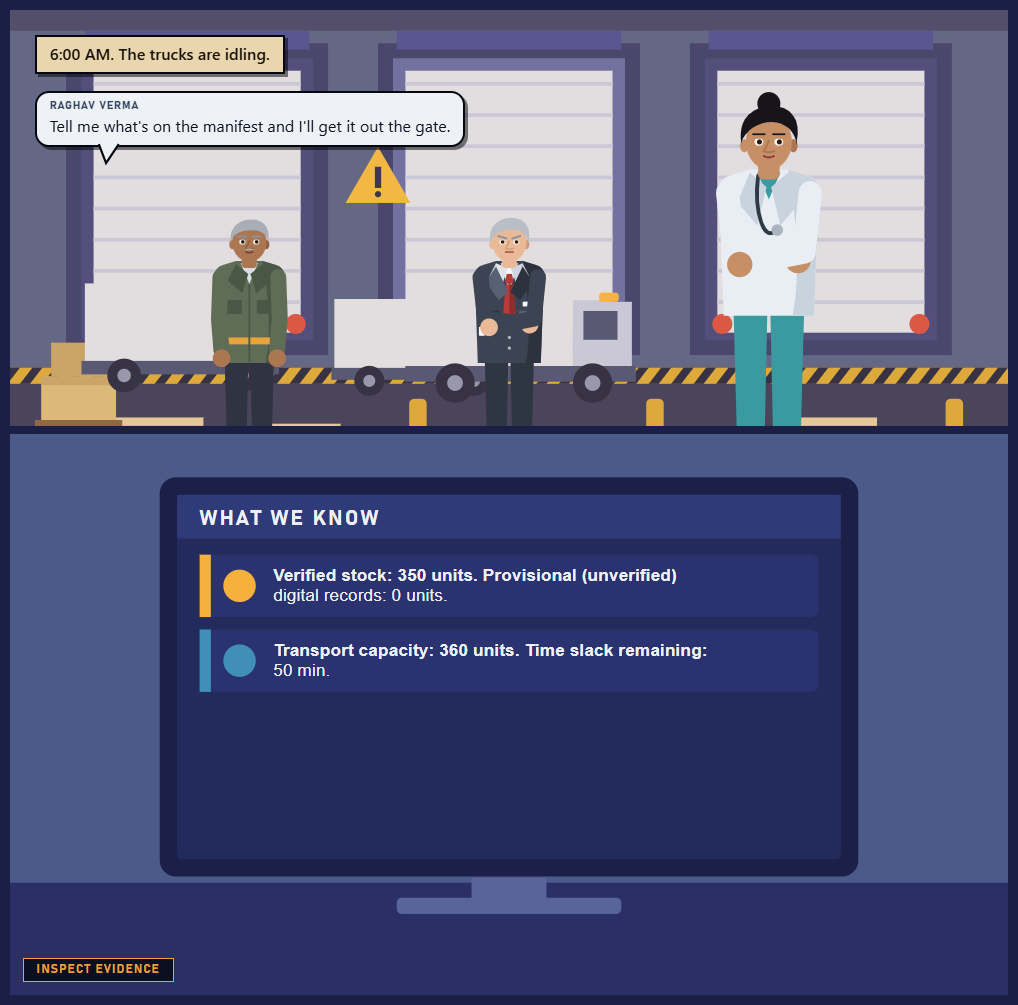 6:00 AM. The trucks are idling.
RAGHAV VERMA
Tell me what's on the manifest and I'll get it out the gate.
!
WHAT WE KNOW
Verified stock: 350 units. Provisional (unverified)
digital records: 0 units.
Transport capacity: 360 units. Time slack remaining:
50 min.
INSPECT EVIDENCE